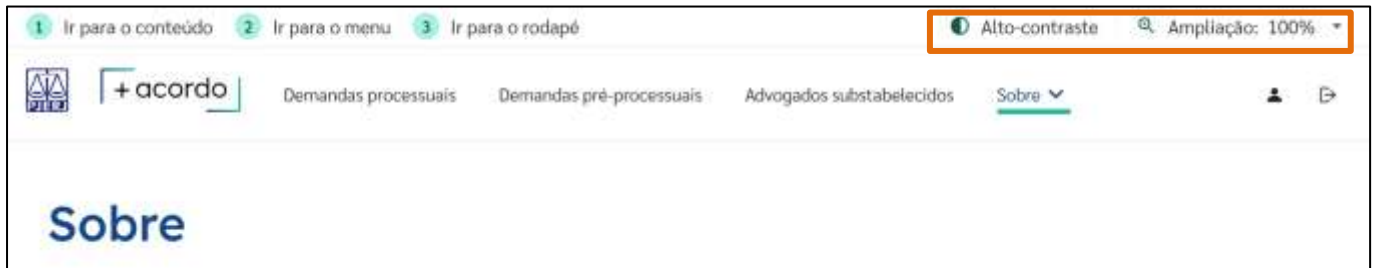 1 Ir para o conteúdo 2 Ir para o menu 3 Ir para o rodapé Alto-contraste Ampliação: 100%
PJERJ +acordo Demandas processuais Demandas pré-processuais Advogados substabelecidos Sobre
Sobre